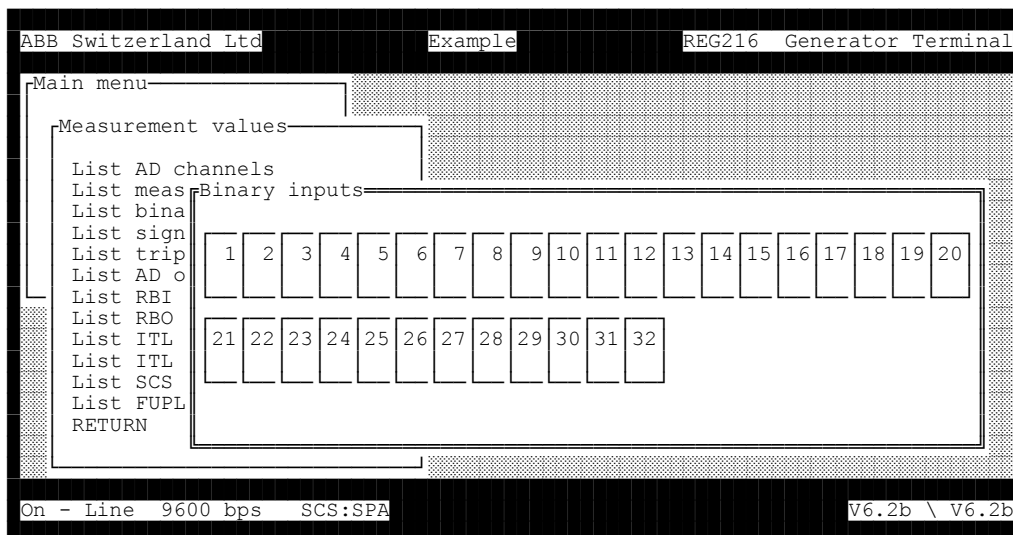 ABB Switzerland Ltd Example REG216 Generator Terminal
Main menu
Measurement values
List AD channels
List meas
Binary inputs
List bina
List sign
List trip
1 2 3 4 5 6 7 8 9 10 11 12 13 14 15 16 17 18 19 20
List AD o
List RBI
List RBO
List ITL
21 22 23 24 25 26 27 28 29 30 31 32
List ITL
List SCS
List FUPL
RETURN
On - Line 9600 bps SCS:SPA V6.2b \ V6.2b